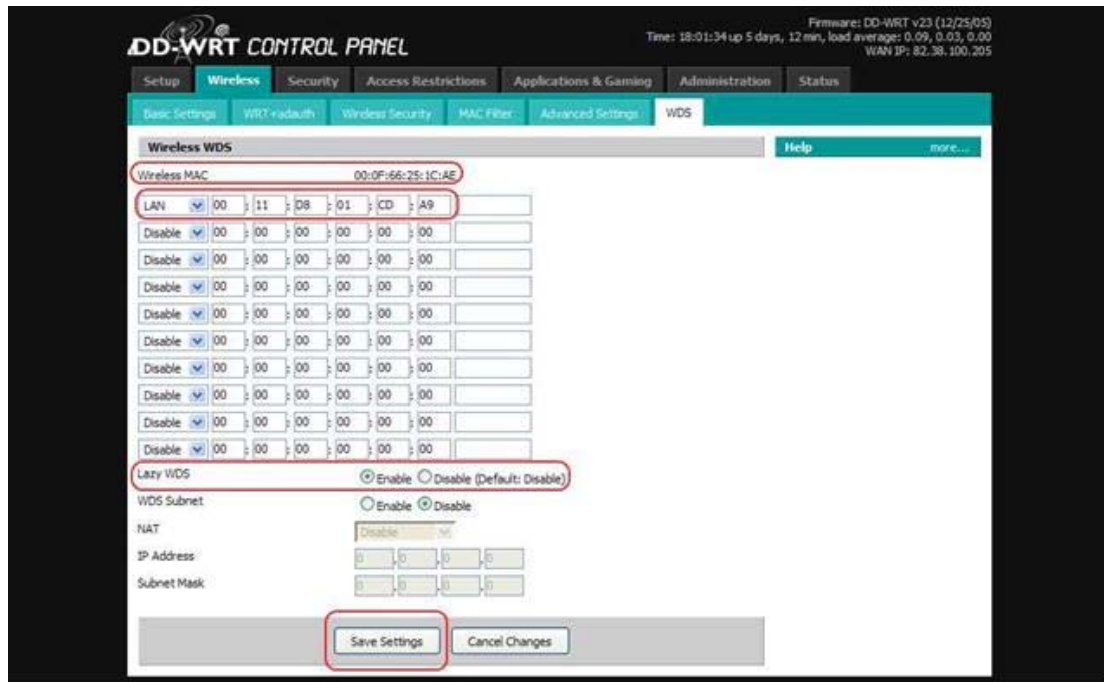 Firmware: DD-WRT v23 (12/25/05)
Time: 18:01:34 up 5 days, 12 min, load average: 0.09, 0.03, 0.00
WAN IP: 82.38.100.205
DD-WRT CONTROL PANEL
Setup Wireless Security Access Restrictions Applications & Gaming Administration Status
Basic Settings WRT-radauth Wireless Security MAC Filter Advanced Settings WDS
Wireless WDS
Help more...
Wireless MAC 00:0F:66:25:1C:AE
LAN 00 : 11 : D8 : 01 : CD : A9
Disable 00 : 00 : 00 : 00 : 00 : 00
Disable 00 : 00 : 00 : 00 : 00 : 00
Disable 00 : 00 : 00 : 00 : 00 : 00
Disable 00 : 00 : 00 : 00 : 00 : 00
Disable 00 : 00 : 00 : 00 : 00 : 00
Disable 00 : 00 : 00 : 00 : 00 : 00
Disable 00 : 00 : 00 : 00 : 00 : 00
Disable 00 : 00 : 00 : 00 : 00 : 00
Disable 00 : 00 : 00 : 00 : 00 : 00
Lazy WDS Enable Disable (Default: Disable)
WDS Subnet Enable Disable
NAT Disable
IP Address 0 . 0 . 0 . 0
Subnet Mask 0 . 0 . 0 . 0
Save Settings Cancel Changes